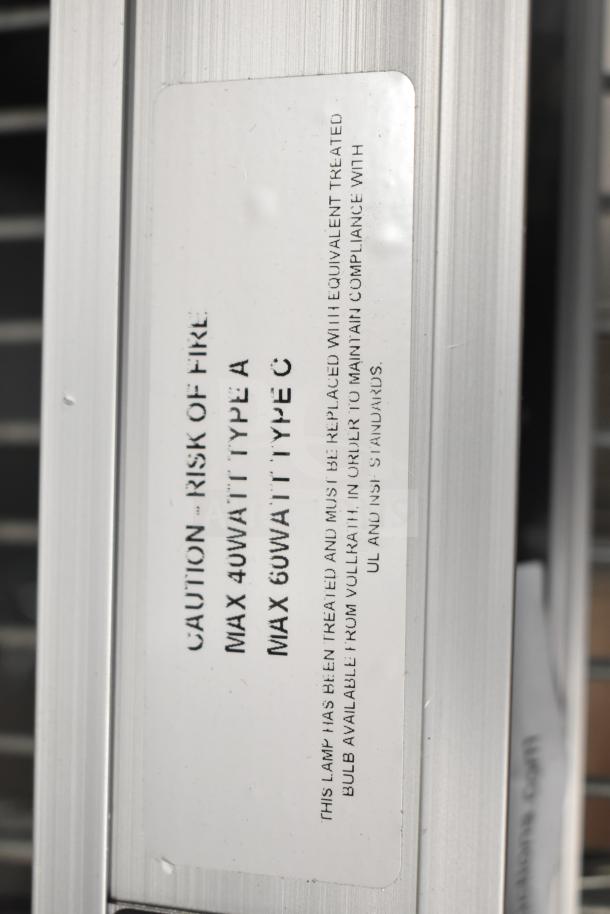 CAUTION - RISK OF FIRE
MAX 40WATT TYPE A
MAX 60WATT TYPE C
THIS LAMP HAS BEEN TREATED AND MUST BE REPLACED WITH EQUIVALENT TREATED
BULB AVAILABLE FROM VOLLRATH, IN ORDER TO MAINTAIN COMPLIANCE WITH
UL AND NSF STANDARDS.